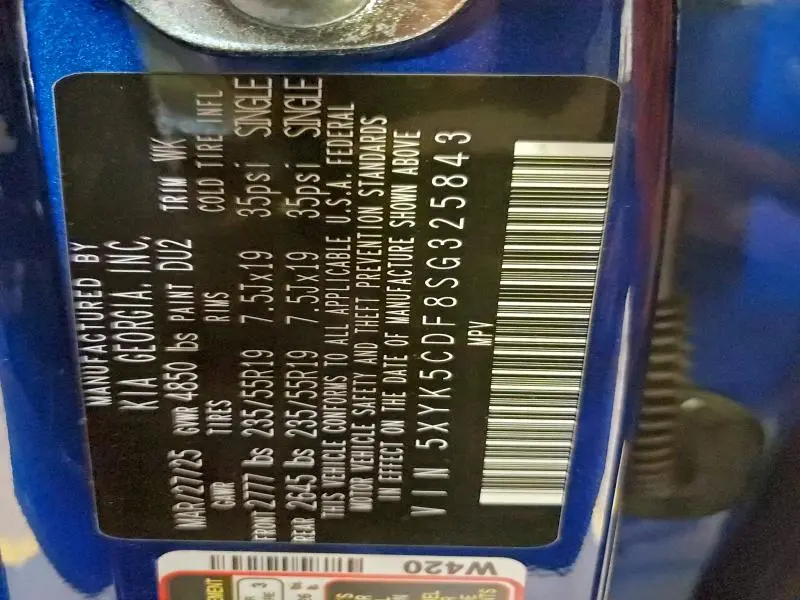 MANUFACTURED BY
KIA GEORGIA, INC.
MAR/27/25 GVWR 4850 lbs PAINT DU2 TRIM WK
GAWR TIRES RIMS COLD TIRE INFL
FRONT 2777 lbs 235/55R19 7.5Jx19 35psi SINGLE
REAR 2645 lbs 235/55R19 7.5Jx19 35psi SINGLE
THIS VEHICLE CONFORMS TO ALL APPLICABLE U.S.A. FEDERAL
MOTOR VEHICLE SAFETY AND THEFT PREVENTION STANDARDS
IN EFFECT ON THE DATE OF MANUFACTURE SHOWN ABOVE
VIN 5XYK5CDF8SG325843
MPV
W420